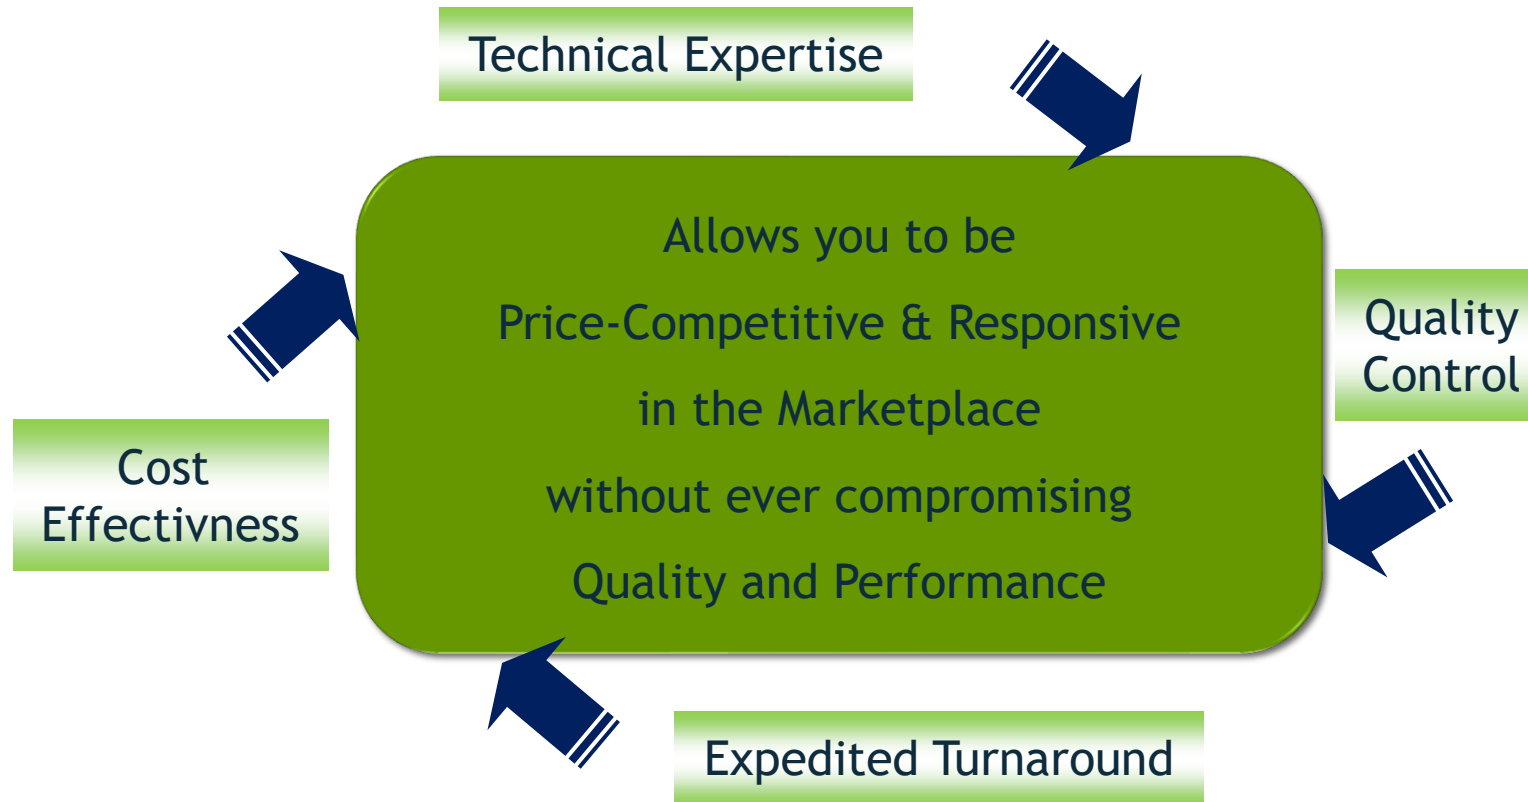 Technical Expertise
Allows you to be
Price-Competitive & Responsive
in the Marketplace
without ever compromising
Quality and Performance
Quality
Control
Cost
Effectivness
Expedited Turnaround